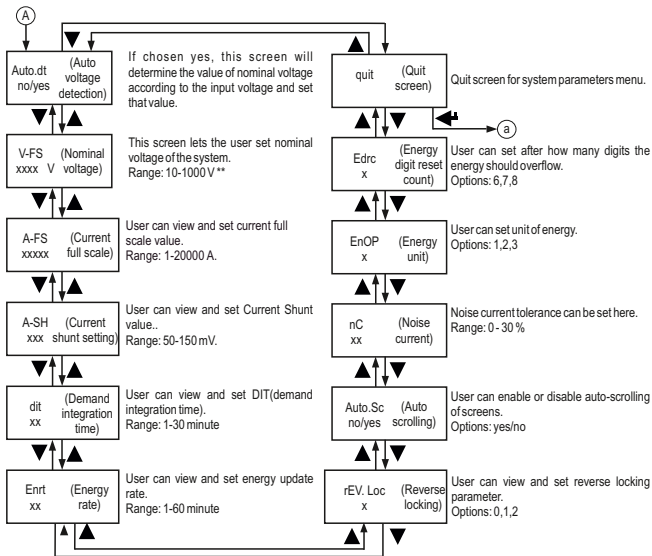 A
Auto.dt (Auto
no/yes voltage
detection)
If chosen yes, this screen will
determine the value of nominal voltage
according to the input voltage and set
that value.
V-FS (Nominal
xxxx V voltage)
This screen lets the user set nominal
voltage of the system.
Range: 10-1000 V **
A-FS (Current
xxxxx full scale)
User can view and set current full
scale value.
Range: 1-20000 A.
A-SH (Current
xxx shunt setting)
User can view and set Current Shunt
value..
Range: 50-150 mV.
dit (Demand
xx integration
time)
User can view and set DIT(demand
integration time).
Range: 1-30 minute
Enrt (Energy
xx rate)
User can view and set energy update
rate.
Range: 1-60 minute
quit (Quit
screen)
Quit screen for system parameters menu.
a
Edrc (Energy
x digit reset
count)
User can set after how many digits the
energy should overflow.
Options: 6,7,8
EnOP (Energy
x unit)
User can set unit of energy.
Options: 1,2,3
nC (Noise
xx current)
Noise current tolerance can be set here.
Range: 0 - 30 %
Auto.Sc (Auto
no/yes scrolling)
User can enable or disable auto-scrolling
of screens.
Options: yes/no
rEV. Loc (Reverse
x locking)
User can view and set reverse locking
parameter.
Options: 0,1,2